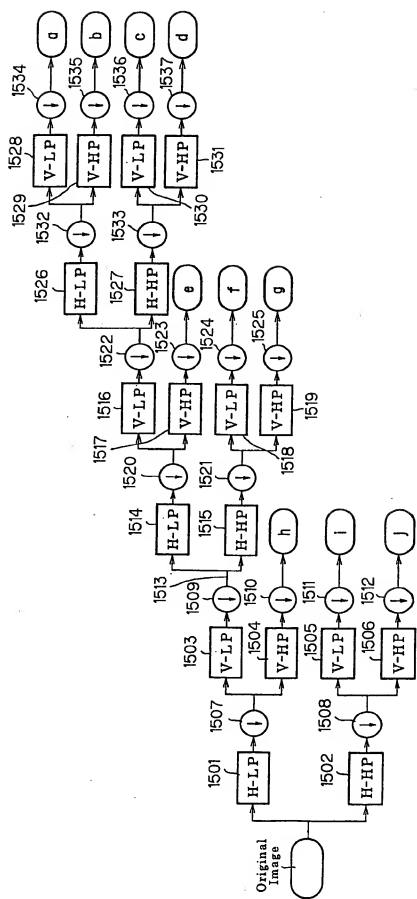 Original
Image
1501
H-LP
1502
H-HP
1507
1508
1503
V-LP
1504
V-HP
1505
V-LP
1506
V-HP
1509
1510
1511
1512
h
i
j
1513
1514
H-LP
1515
H-HP
1520
1521
1516
V-LP
1517
V-HP
1518
V-LP
1519
V-HP
1522
1523
1524
1525
e
f
g
1526
H-LP
1527
H-HP
1532
1533
1528
V-LP
1529
V-HP
1530
V-LP
1531
V-HP
1534
1535
1536
1537
a
b
c
d